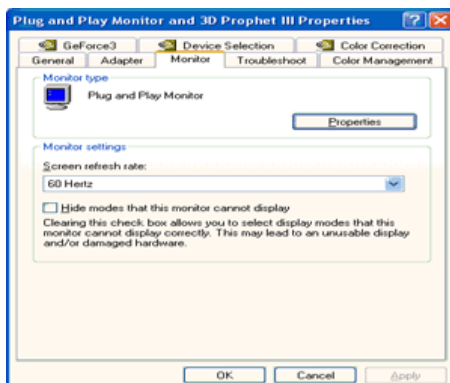 Plug and Play Monitor and 3D Prophet III Properties
GeForce3 Device Selection Color Correction
General Adapter Monitor Troubleshoot Color Management
Monitor type
Plug and Play Monitor
Properties
Monitor settings
Screen refresh rate:
60 Hertz
Hide modes that this monitor cannot display
Clearing this check box allows you to select display modes that this
monitor cannot display correctly. This may lead to an unusable display
and/or damaged hardware.
OK Cancel Apply